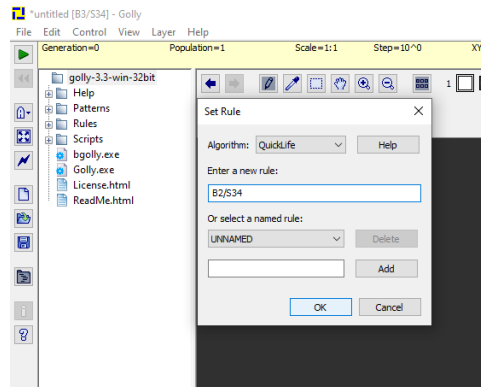 *untitled [B3/S34] - Golly
File Edit Control View Layer Help
Generation=0 Population=1 Scale=1:1 Step=10^0 XY
golly-3.3-win-32bit
Help
Patterns
Rules
Scripts
bgolly.exe
Golly.exe
License.html
ReadMe.html
1
Set Rule
Algorithm: QuickLife Help
Enter a new rule:
B2/S34
Or select a named rule:
UNNAMED Delete
Add
OK Cancel